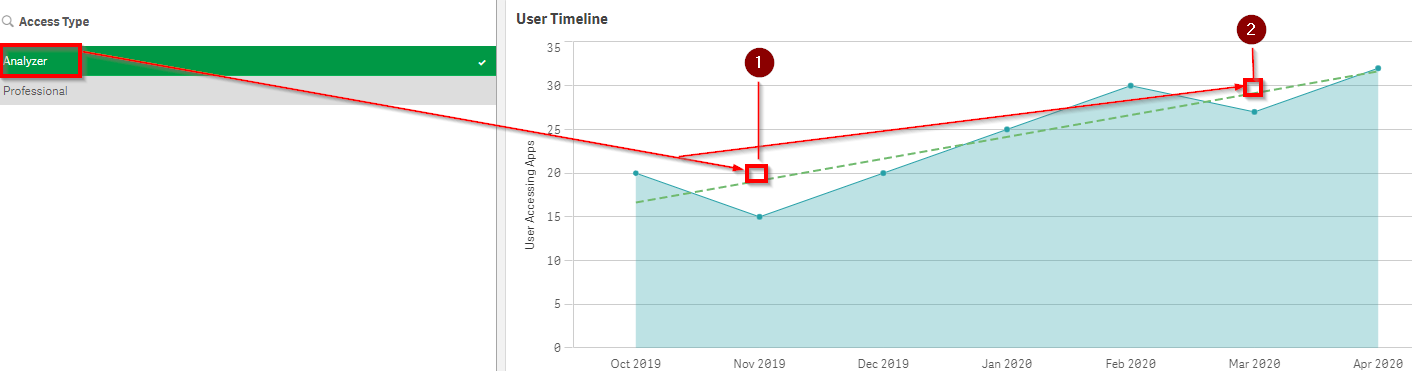 Access Type
Analyzer
Professional
User Timeline
1
2
User Accessing Apps
35
30
25
20
15
10
5
0
Oct 2019
Nov 2019
Dec 2019
Jan 2020
Feb 2020
Mar 2020
Apr 2020